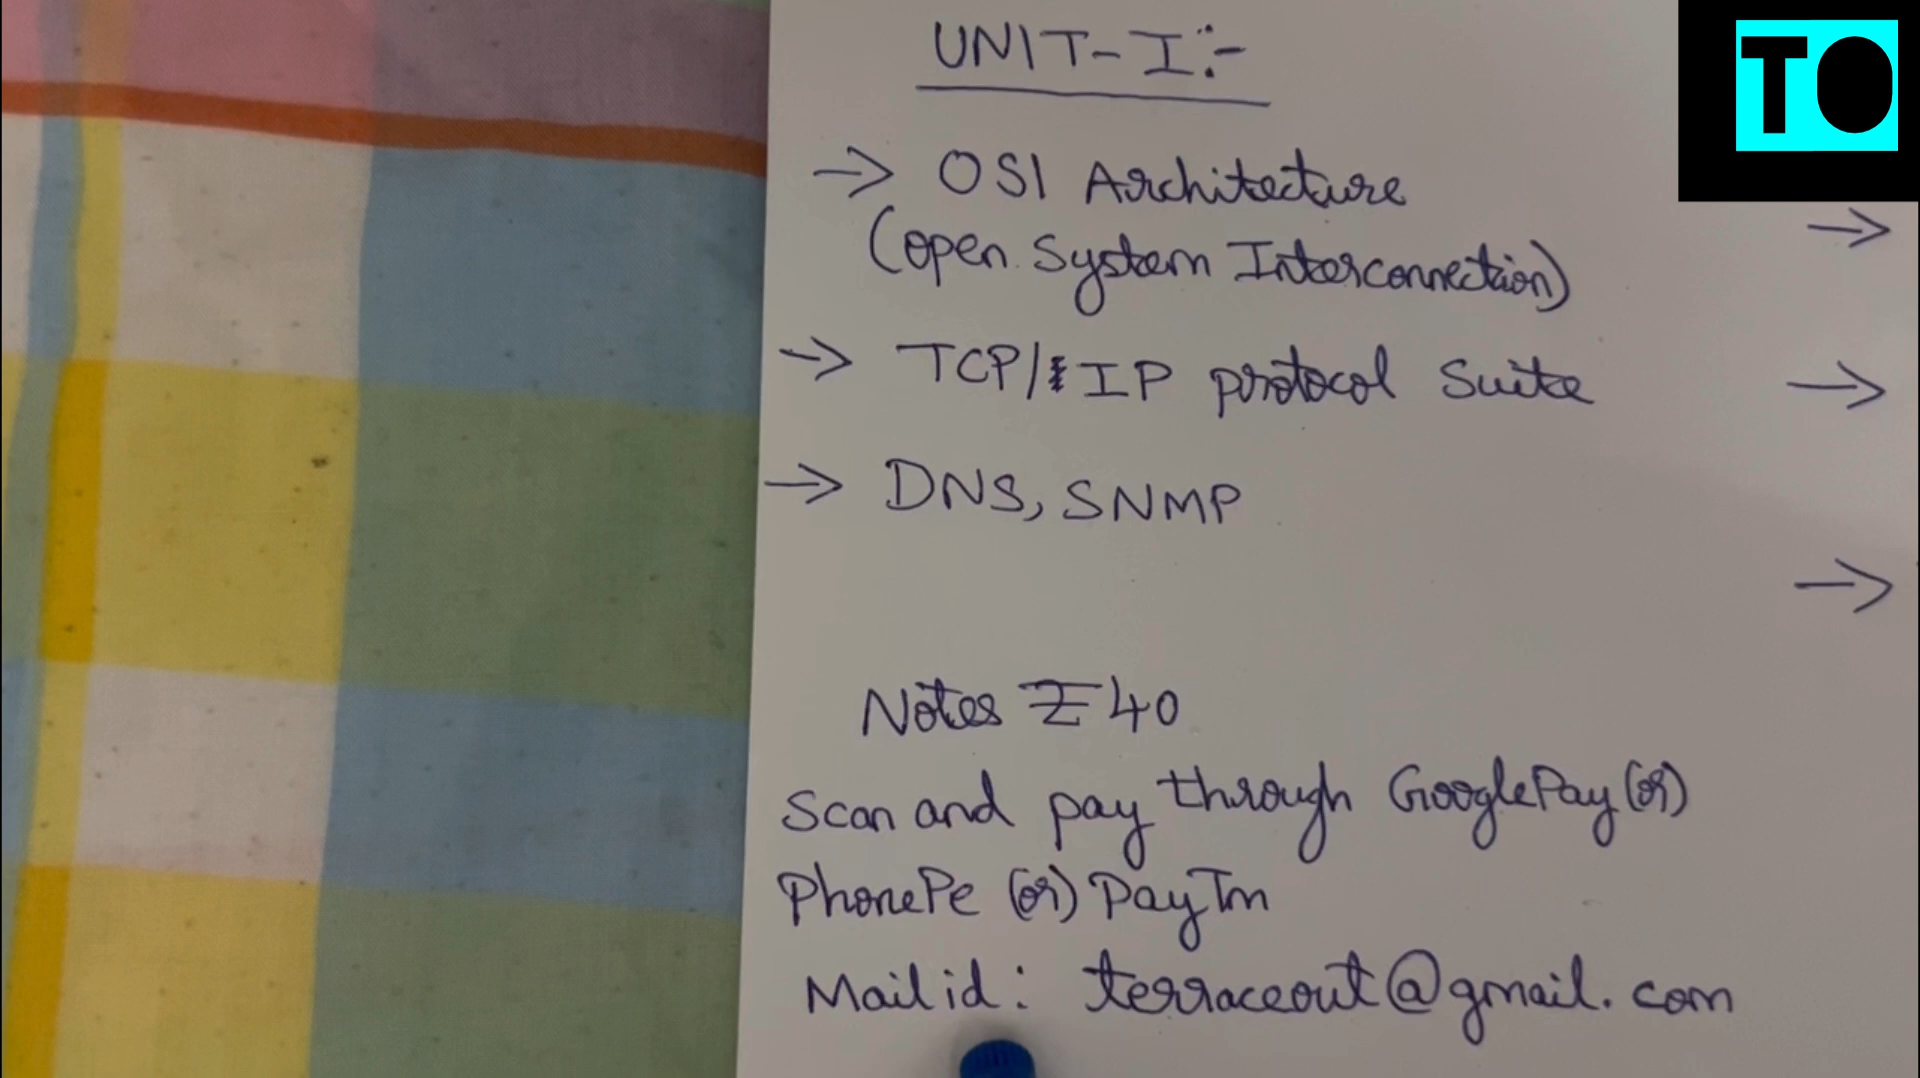 UNIT-I:-
→ OSI Architecture
(open System Interconnection)
→ TCP/IP protocol Suite
→ DNS, SNMP
→
→
→
Notes ₹40
Scan and pay through GooglePay (or)
PhonePe (or) PayTm
Mail id: terraceout@gmail.com
TO